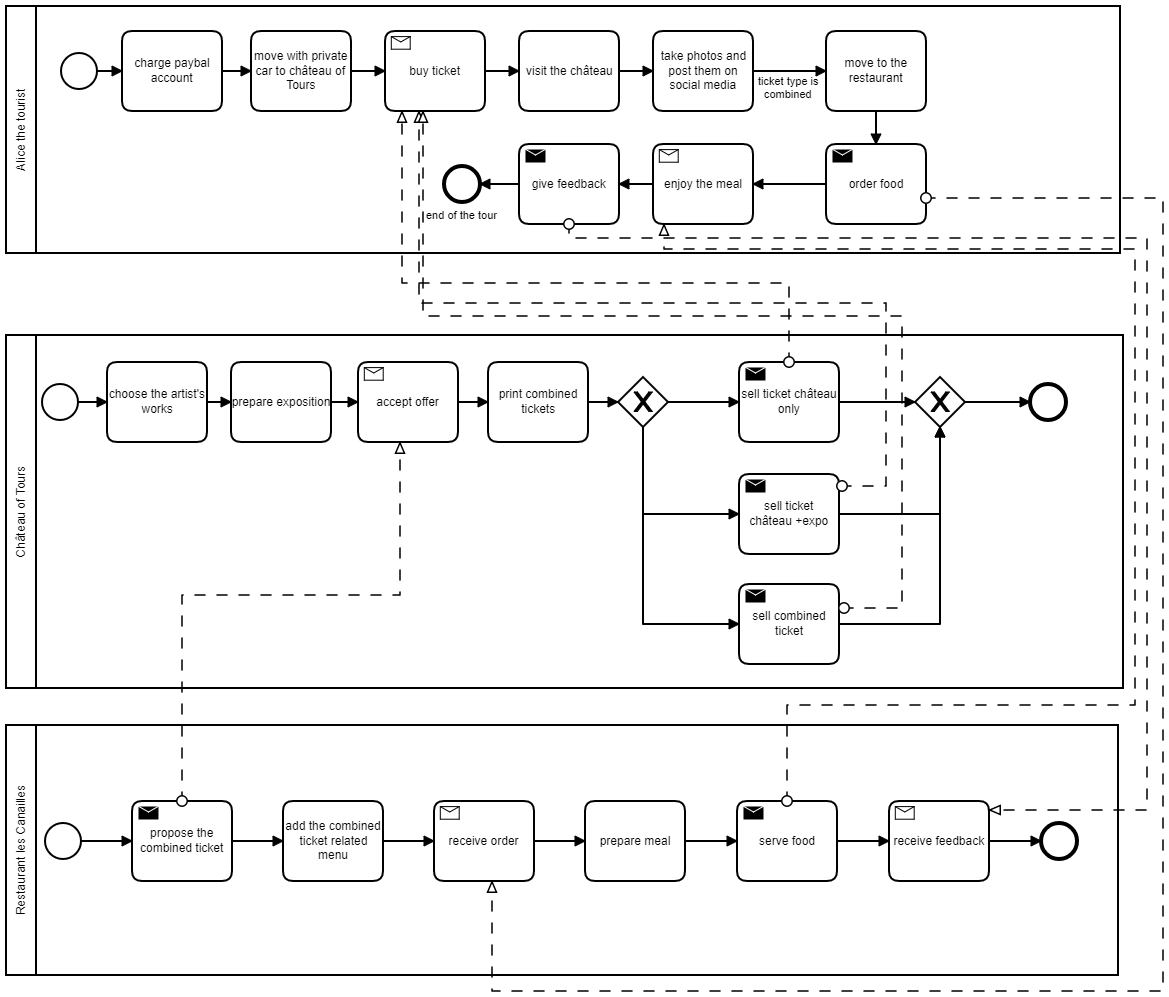 Alice the tourist
charge paybal
account
move with private
car to château of
Tours
buy ticket
visit the château
take photos and
post them on
social media
ticket type is
combined
move to the
restaurant
end of the tour
give feedback
enjoy the meal
order food
Château of Tours
choose the artist's
works
prepare exposition
accept offer
print combined
tickets
X
sell ticket château
only
X
sell ticket
château +expo
sell combined
ticket
Restaurant les Canailles
propose the
combined ticket
add the combined
ticket related
menu
receive order
prepare meal
serve food
receive feedback